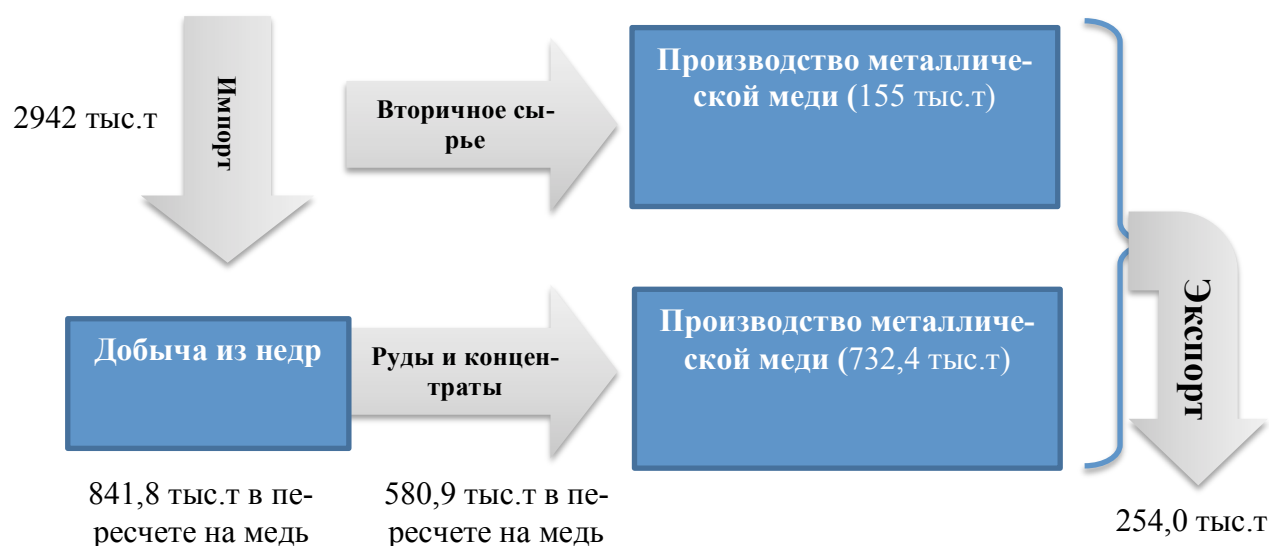 2942 тыс.т
Импорт
Вторичное сы-
рье
Производство металличе-
ской меди (155 тыс.т)
Добыча из недр
Руды и концен-
траты
Производство металличе-
ской меди (732,4 тыс.т)
Экспорт
841,8 тыс.т в пе-
ресчете на медь
580,9 тыс.т в пе-
ресчете на медь
254,0 тыс.т